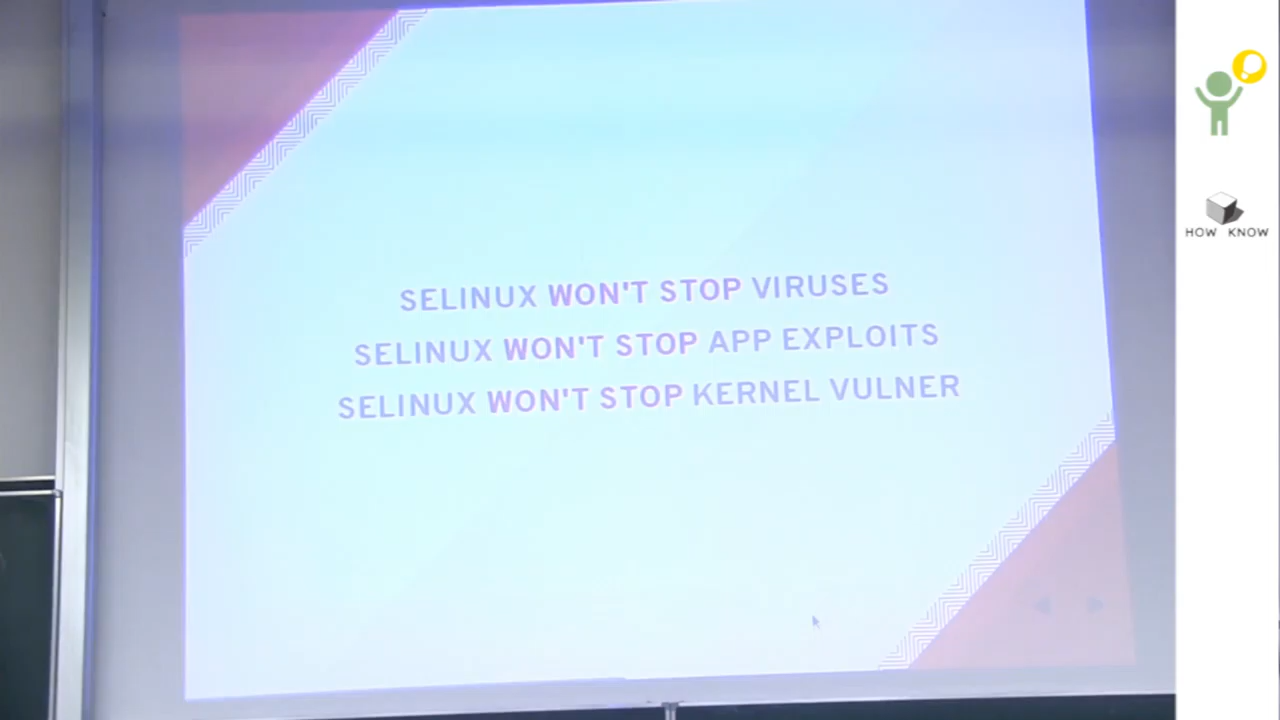 SELINUX WON'T STOP VIRUSES
SELINUX WON'T STOP APP EXPLOITS
SELINUX WON'T STOP KERNEL VULNER
HOW KNOW